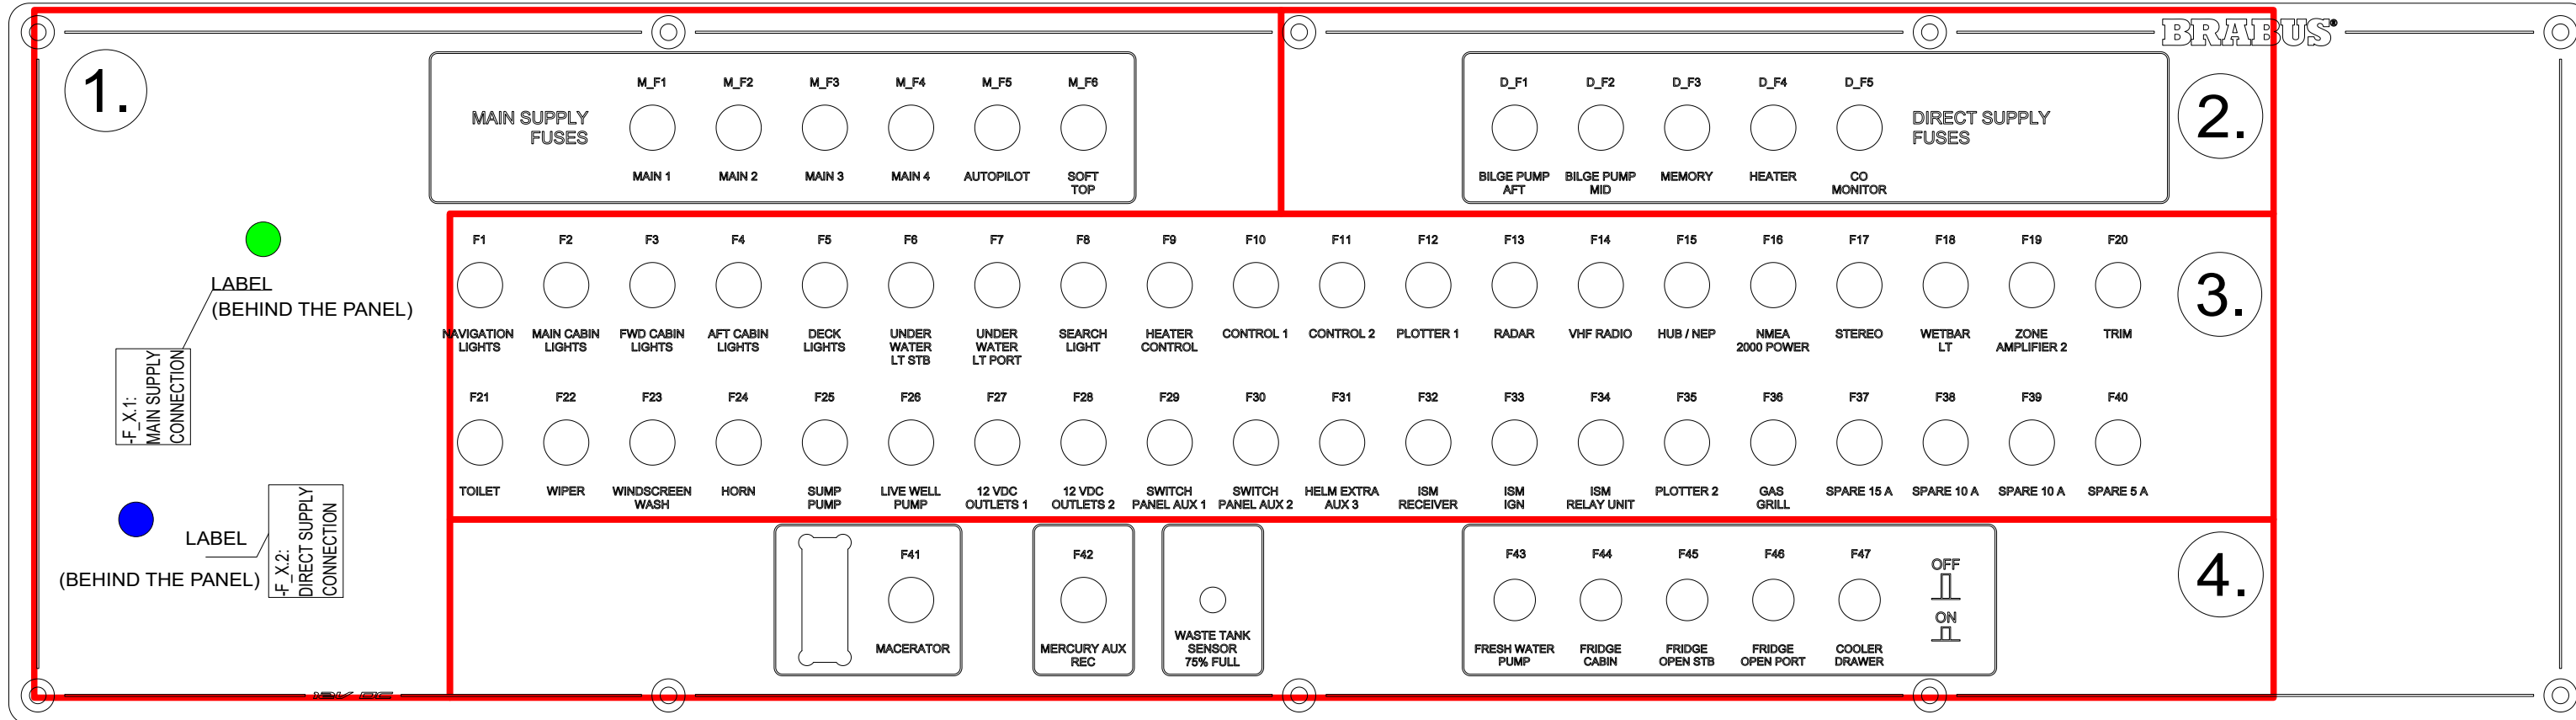 BRABUS®
1.
M_F1 M_F2 M_F3 M_F4 M_F5 M_F6
MAIN SUPPLY
FUSES
MAIN 1 MAIN 2 MAIN 3 MAIN 4 AUTOPILOT SOFT
TOP
D_F1 D_F2 D_F3 D_F4 D_F5
DIRECT SUPPLY
FUSES
BILGE PUMP
AFT
BILGE PUMP
MID
MEMORY
HEATER
CO
MONITOR
2.
LABEL
(BEHIND THE PANEL)
-F_X.1:
MAIN SUPPLY
CONNECTION
LABEL
(BEHIND THE PANEL)
-F_X.2:
DIRECT SUPPLY
CONNECTION
F1 F2 F3 F4 F5 F6 F7 F8 F9 F10 F11 F12 F13 F14 F15 F16 F17 F18 F19 F20
NAVIGATION
LIGHTS
MAIN CABIN
LIGHTS
FWD CABIN
LIGHTS
AFT CABIN
LIGHTS
DECK
LIGHTS
UNDER
WATER
LT STB
UNDER
WATER
LT PORT
SEARCH
LIGHT
HEATER
CONTROL
CONTROL 1
CONTROL 2
PLOTTER 1
RADAR
VHF RADIO
HUB / NEP
NMEA
2000 POWER
STEREO
WETBAR
LT
ZONE
AMPLIFIER 2
TRIM
3.
F21 F22 F23 F24 F25 F26 F27 F28 F29 F30 F31 F32 F33 F34 F35 F36 F37 F38 F39 F40
TOILET
WIPER
WINDSCREEN
WASH
HORN
SUMP
PUMP
LIVE WELL
PUMP
12 VDC
OUTLETS 1
12 VDC
OUTLETS 2
SWITCH
PANEL AUX 1
SWITCH
PANEL AUX 2
HELM EXTRA
AUX 3
ISM
RECEIVER
ISM
IGN
ISM
RELAY UNIT
PLOTTER 2
GAS
GRILL
SPARE 15 A
SPARE 10 A
SPARE 10 A
SPARE 5 A
F41
MACERATOR
F42
MERCURY AUX
REC
WASTE TANK
SENSOR
75% FULL
F43 F44 F45 F46 F47
FRESH WATER
PUMP
FRIDGE
CABIN
FRIDGE
OPEN STB
FRIDGE
OPEN PORT
COOLER
DRAWER
OFF
ON
4.
12V DC